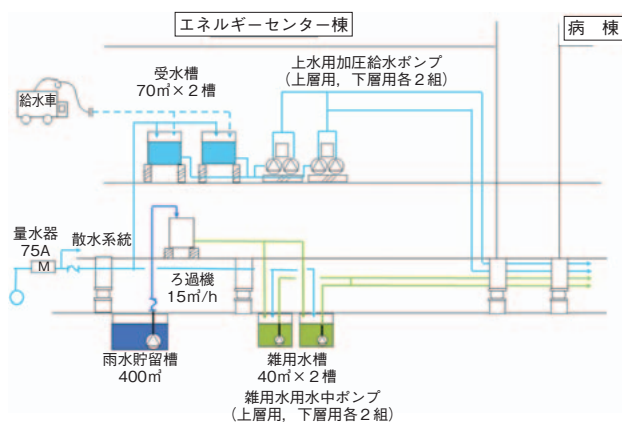 エネルギーセンター棟
病 棟
上水用加圧給水ポンプ
（上層用，下層用各２組）
受水槽
70㎥×２槽
給水車
量水器
75A
M
散水系統
ろ過機
15㎥/h
雨水貯留槽
400㎥
雑用水槽
40㎥×２槽
雑用水用水中ポンプ
（上層用，下層用各２組）